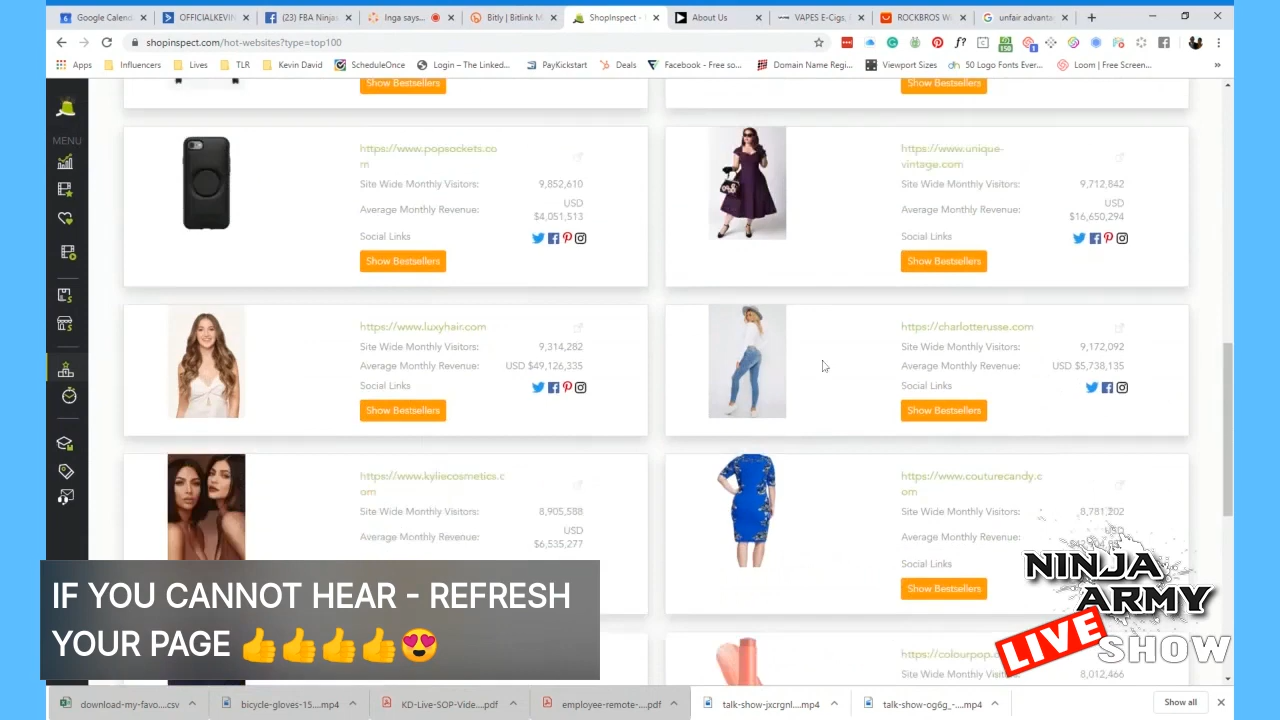 Google Calend
OFFICIALKEVIN
(23) FBA Ninjas
Inga says...
Bitly | Bitlink M
ShopInspect - T
About Us
VAPES E-Cigs,
ROCKBROS W
unfair advanta
shopinspect.com/hot-websites?type=top100
Apps
Influencers
Lives
TLR
Kevin David
ScheduleOnce
Login – The Linked...
PayKickstart
Deals
Facebook - Free so...
Domain Name Regi...
Viewport Sizes
50 Logo Fonts Ever...
Loom | Free Screen...
MENU
Show Bestsellers
Show Bestsellers
https://www.popsockets.co
m
Site Wide Monthly Visitors: 9,852,610
Average Monthly Revenue: USD
$4,051,513
Social Links
Show Bestsellers
https://www.unique-
vintage.com
Site Wide Monthly Visitors: 9,712,842
Average Monthly Revenue: USD
$16,650,294
Social Links
Show Bestsellers
https://www.luxyhair.com
Site Wide Monthly Visitors: 9,314,282
Average Monthly Revenue: USD $49,126,335
Social Links
Show Bestsellers
https://charlotterusse.com
Site Wide Monthly Visitors: 9,172,092
Average Monthly Revenue: USD $5,738,135
Social Links
Show Bestsellers
https://www.kyliecosmetics.c
om
Site Wide Monthly Visitors: 8,905,588
Average Monthly Revenue: USD
$6,535,277
https://www.couturecandy.c
om
Site Wide Monthly Visitors: 8,781,202
Average Monthly Revenue: USD
Social Links
Show Bestsellers
https://colourpop.
Site Wide Monthly Visitors: 8,012,466
IF YOU CANNOT HEAR - REFRESH
YOUR PAGE 👍👍👍👍😍
NINJA
ARMY
LIVE SHOW
download-my-favo....csv
bicycle-gloves-15....mp4
KD-Live-SOP-Vide....pdf
employee-remote-....pdf
talk-show-jxcrgnl....mp4
talk-show-og6g_-....mp4
Show all